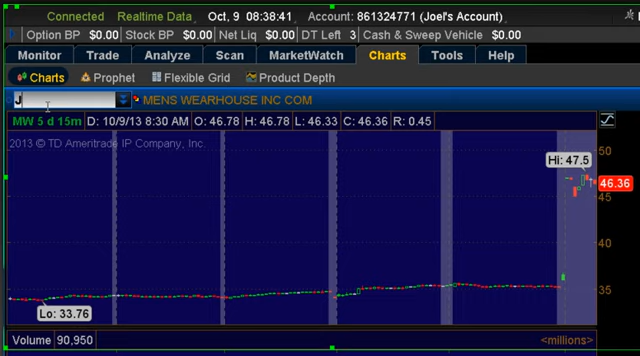 Connected Realtime Data Oct, 9 08:38:41 Account: 861324771 (Joel's Account)
Option BP $0.00 Stock BP $0.00 Net Liq $0.00 DT Left 3 Cash & Sweep Vehicle $0.00
Monitor Trade Analyze Scan MarketWatch Charts Tools Help
Charts Prophet Flexible Grid Product Depth
J MENS WEARHOUSE INC COM
MW 5 d 15m D: 10/9/13 8:30 AM O: 46.78 H: 46.78 L: 46.33 C: 46.36 R: 0.45
2013 © TD Ameritrade IP Company, Inc.
50
Hi: 47.5
46.36
45
40
35
Lo: 33.76
Volume 90,950 <millions>